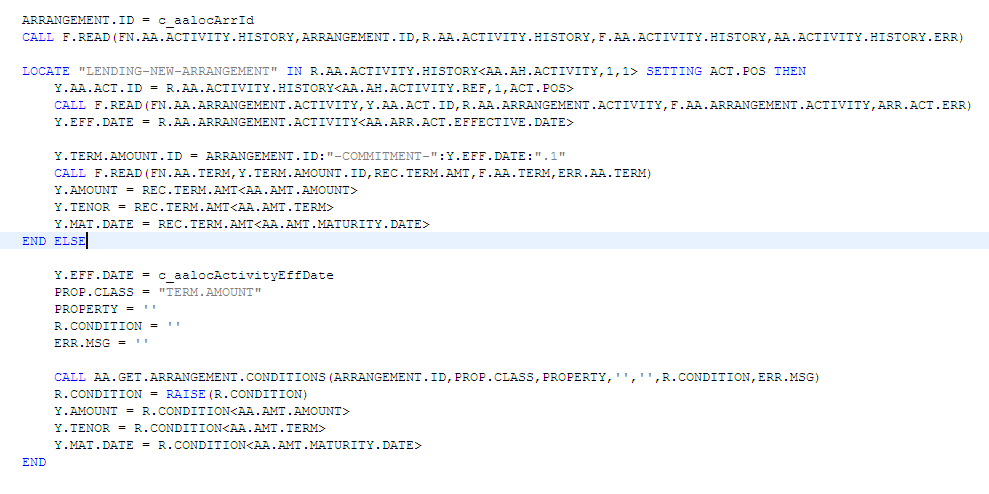 ARRANGEMENT.ID = c_aalocArrId
CALL F.READ(FN.AA.ACTIVITY.HISTORY,ARRANGEMENT.ID,R.AA.ACTIVITY.HISTORY,F.AA.ACTIVITY.HISTORY,AA.ACTIVITY.HISTORY.ERR)
LOCATE "LENDING-NEW-ARRANGEMENT" IN R.AA.ACTIVITY.HISTORY<AA.AH.ACTIVITY,1,1> SETTING ACT.POS THEN
Y.AA.ACT.ID = R.AA.ACTIVITY.HISTORY<AA.AH.ACTIVITY.REF,1,ACT.POS>
CALL F.READ(FN.AA.ARRANGEMENT.ACTIVITY,Y.AA.ACT.ID,R.AA.ARRANGEMENT.ACTIVITY,F.AA.ARRANGEMENT.ACTIVITY,ARR.ACT.ERR)
Y.EFF.DATE = R.AA.ARRANGEMENT.ACTIVITY<AA.ARR.ACT.EFFECTIVE.DATE>
Y.TERM.AMOUNT.ID = ARRANGEMENT.ID:"-COMMITMENT-":Y.EFF.DATE:".1"
CALL F.READ(FN.AA.TERM,Y.TERM.AMOUNT.ID,REC.TERM.AMT,F.AA.TERM,ERR.AA.TERM)
Y.AMOUNT = REC.TERM.AMT<AA.AMT.AMOUNT>
Y.TENOR = REC.TERM.AMT<AA.AMT.TERM>
Y.MAT.DATE = REC.TERM.AMT<AA.AMT.MATURITY.DATE>
END ELSE
Y.EFF.DATE = c_aalocActivityEffDate
PROP.CLASS = "TERM.AMOUNT"
PROPERTY = ''
R.CONDITION = ''
ERR.MSG = ''
CALL AA.GET.ARRANGEMENT.CONDITIONS(ARRANGEMENT.ID,PROP.CLASS,PROPERTY,'','',R.CONDITION,ERR.MSG)
R.CONDITION = RAISE(R.CONDITION)
Y.AMOUNT = R.CONDITION<AA.AMT.AMOUNT>
Y.TENOR = R.CONDITION<AA.AMT.TERM>
Y.MAT.DATE = R.CONDITION<AA.AMT.MATURITY.DATE>
END